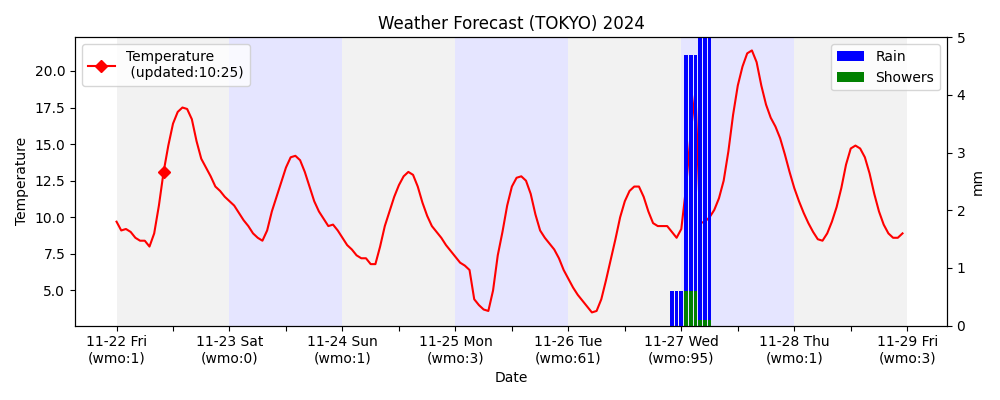 Weather Forecast (TOKYO) 2024
Temperature
(updated:10:25)
Rain
Showers
Temperature
20.0
17.5
15.0
12.5
10.0
7.5
5.0
mm
5
4
3
2
1
0
11-22 Fri
(wmo:1)
11-23 Sat
(wmo:0)
11-24 Sun
(wmo:1)
11-25 Mon
(wmo:3)
11-26 Tue
(wmo:61)
11-27 Wed
(wmo:95)
11-28 Thu
(wmo:1)
11-29 Fri
(wmo:3)
Date